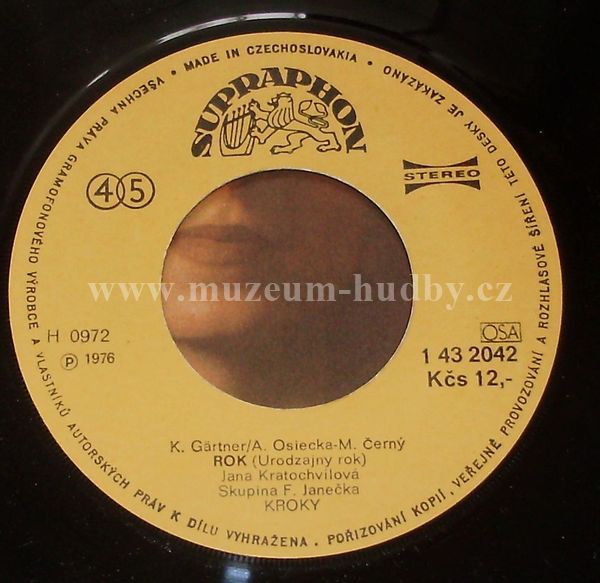 VŠECHNA PRÁVA GRAMOFONOVÉHO VÝROBCE A VLASTNÍKŮ AUTORSKÝCH PRÁV K DÍLU VYHRAŽENA. POŘIZOVÁNÍ KOPIÍ, VEŘEJNÉ PROVOZOVÁNÍ A ROZHLASOVÉ ŠÍŘENÍ TÉTO DESKY JE ZAKÁZÁNO
• MADE IN CZECHOSLOVAKIA •
SUPRAPHON
45
STEREO
www.muzeum-hudby.cz
H 0972
Ⓟ 1976
OSA
1 43 2042
Kčs 12,-
K. Gärtner/A. Osiecka-M. Černý
ROK (Urodzajny rok)
Jana Kratochvílová
Skupina F. Janečka
KROKY